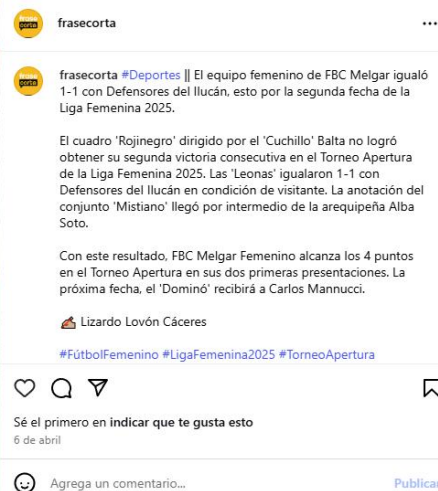 frase
corta
frasecorta
...
frase
corta
frasecorta #Deportes || El equipo femenino de FBC Melgar igualó
1-1 con Defensores del Ilucán, esto por la segunda fecha de la
Liga Femenina 2025.
El cuadro 'Rojinegro' dirigido por el 'Cuchillo' Balta no logró
obtener su segunda victoria consecutiva en el Torneo Apertura
de la Liga Femenina 2025. Las 'Leonas' igualaron 1-1 con
Defensores del Ilucán en condición de visitante. La anotación del
conjunto 'Mistiano' llegó por intermedio de la arequipeña Alba
Soto.
Con este resultado, FBC Melgar Femenino alcanza los 4 puntos
en el Torneo Apertura en sus dos primeras presentaciones. La
próxima fecha, el 'Dominó' recibirá a Carlos Mannucci.
✍🏽 Lizardo Lovón Cáceres
#FútbolFemenino #LigaFemenina2025 #TorneoApertura
Sé el primero en indicar que te gusta esto
6 de abril
Agrega un comentario...
Publicar